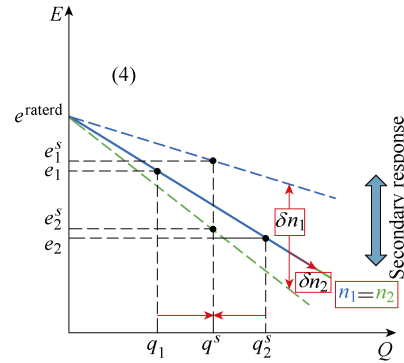 E
(4)
e^raterd
e_1^s
e_1
e_2^s
e_2
δn_1
δn_2
n_1=n_2
Secondary response
q_1
q^s
q_2^s
Q